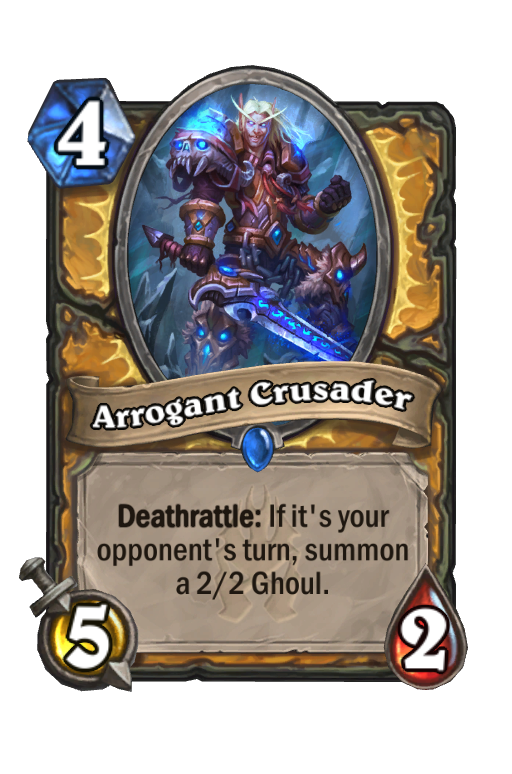 4
Arrogant Crusader
Deathrattle: If it's your
opponent's turn, summon
a 2/2 Ghoul.
5
2